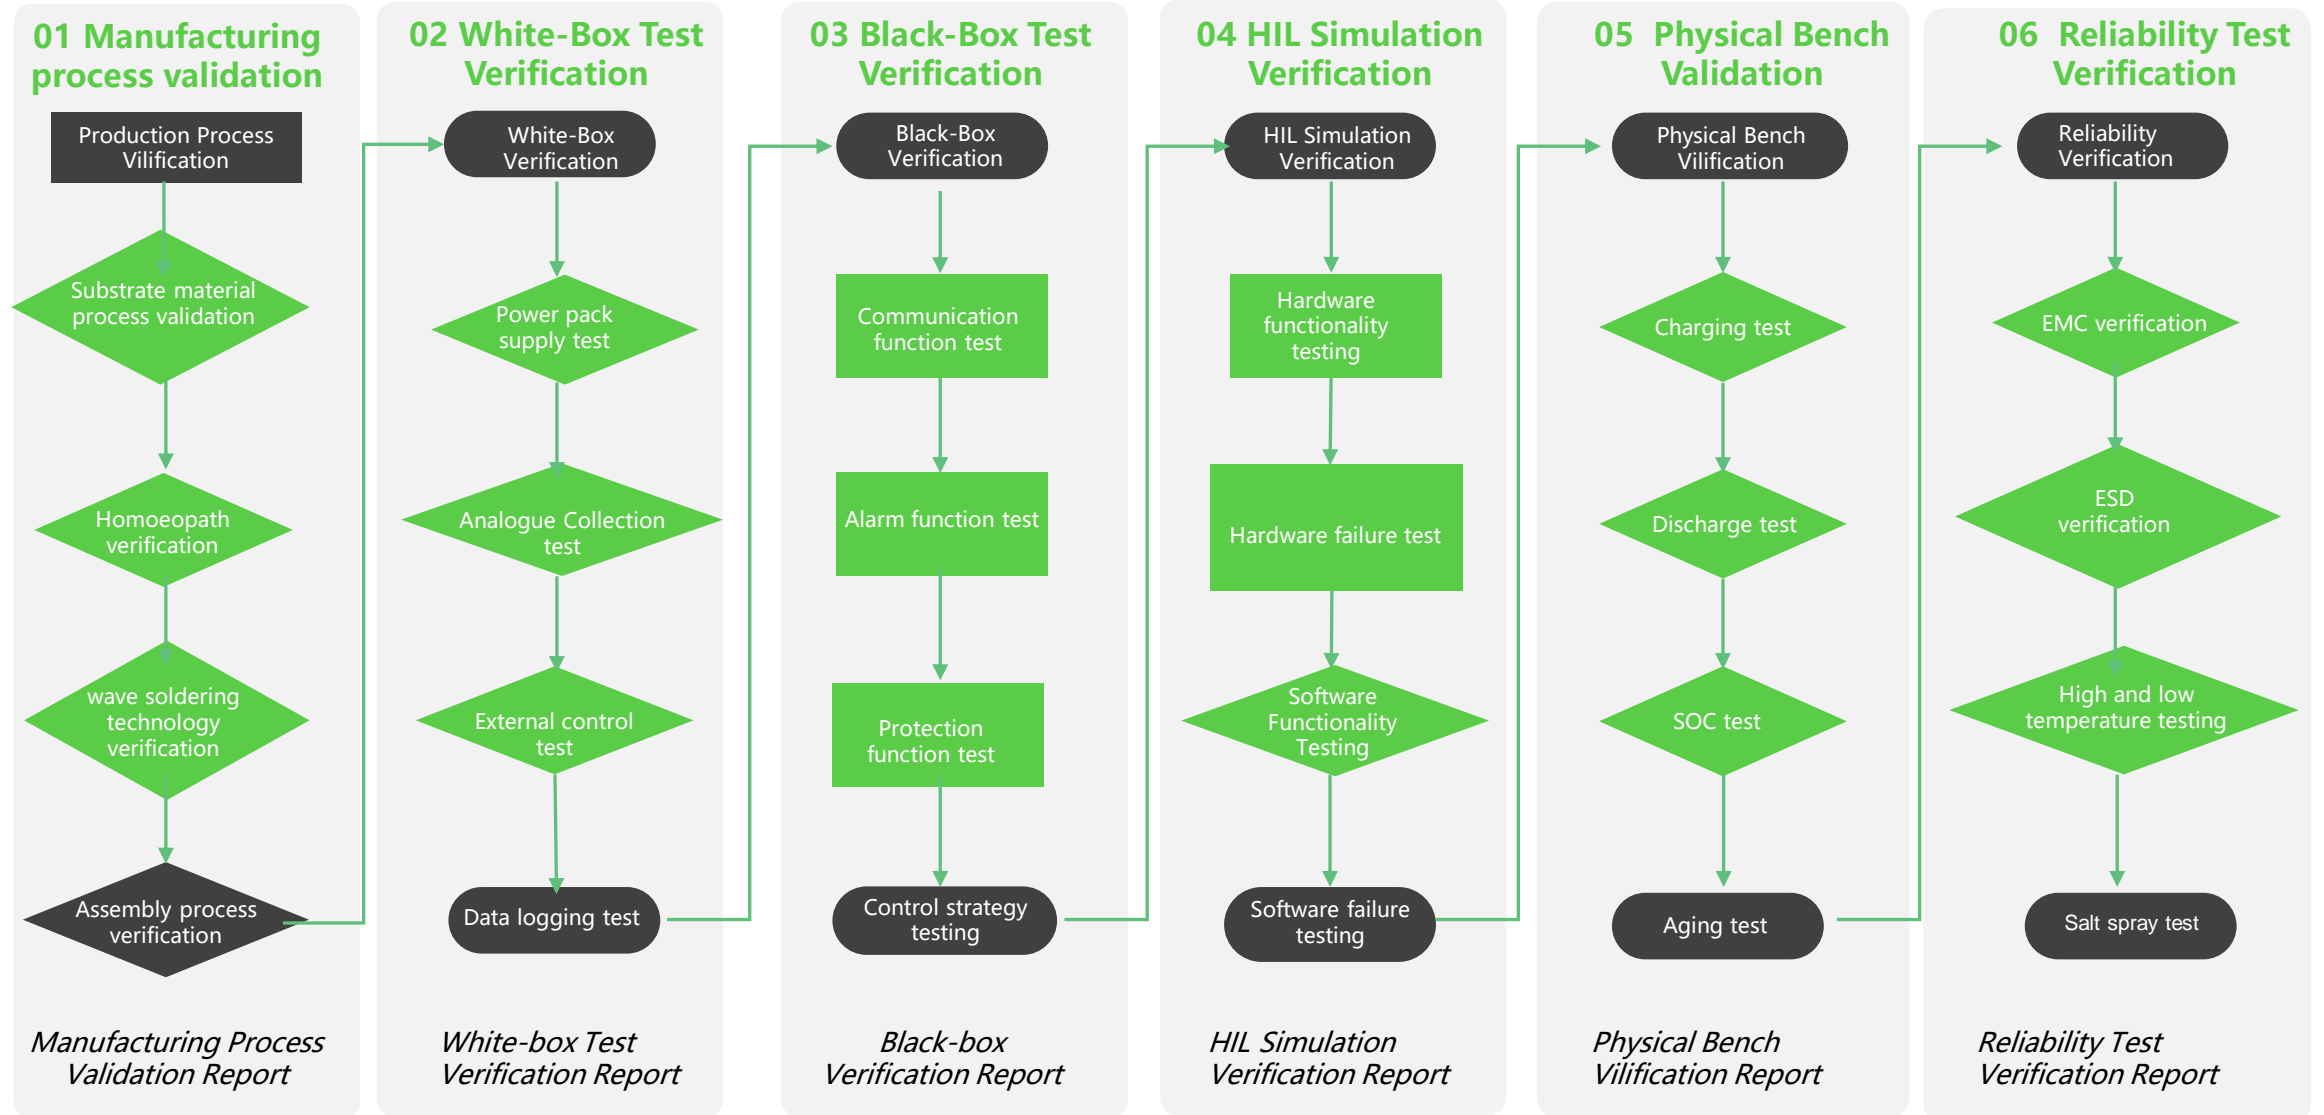 01 Manufacturing
process validation
Production Process
Vilification
Substrate material
process validation
Homoeopath
verification
wave soldering
technology
verification
Assembly process
verification
Manufacturing Process
Validation Report
02 White-Box Test
Verification
White-Box
Verification
Power pack
supply test
Analogue Collection
test
External control
test
Data logging test
White-box Test
Verification Report
03 Black-Box Test
Verification
Black-Box
Verification
Communication
function test
Alarm function test
Protection
function test
Control strategy
testing
Black-box
Verification Report
04 HIL Simulation
Verification
HIL Simulation
Verification
Hardware
functionality
testing
Hardware failure test
Software
Functionality
Testing
Software failure
testing
HIL Simulation
Verification Report
05 Physical Bench
Validation
Physical Bench
Vilification
Charging test
Discharge test
SOC test
Aging test
Physical Bench
Vilification Report
06 Reliability Test
Verification
Reliability
Verification
EMC verification
ESD
verification
High and low
temperature testing
Salt spray test
Reliability Test
Verification Report